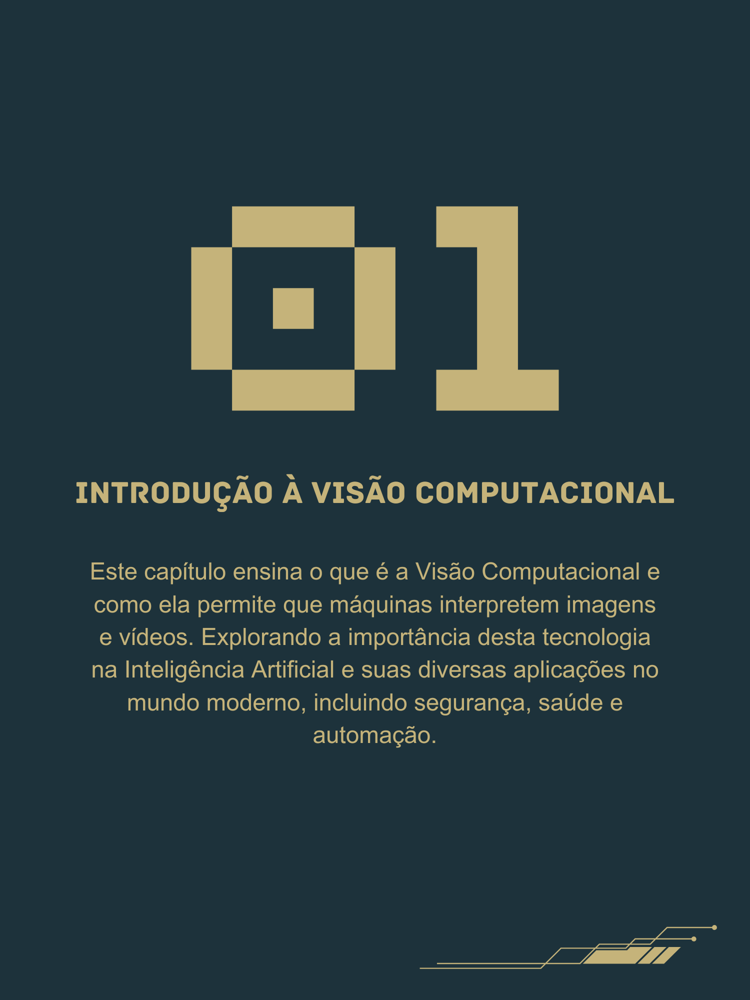 01
INTRODUÇÃO À VISÃO COMPUTACIONAL
Este capítulo ensina o que é a Visão Computacional e
como ela permite que máquinas interpretem imagens
e vídeos. Explorando a importância desta tecnologia
na Inteligência Artificial e suas diversas aplicações no
mundo moderno, incluindo segurança, saúde e
automação.